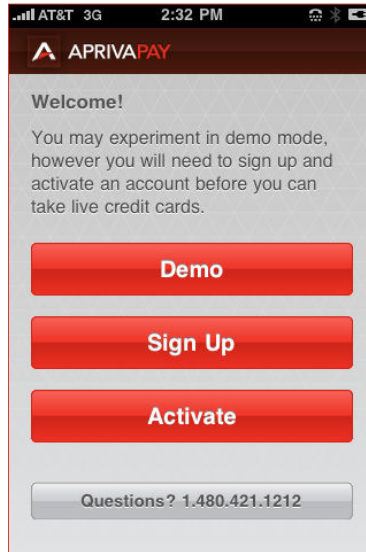 AT&T 3G 2:32 PM
APRIVAPAY
Welcome!
You may experiment in demo mode,
however you will need to sign up and
activate an account before you can
take live credit cards.
Demo
Sign Up
Activate
Questions? 1.480.421.1212